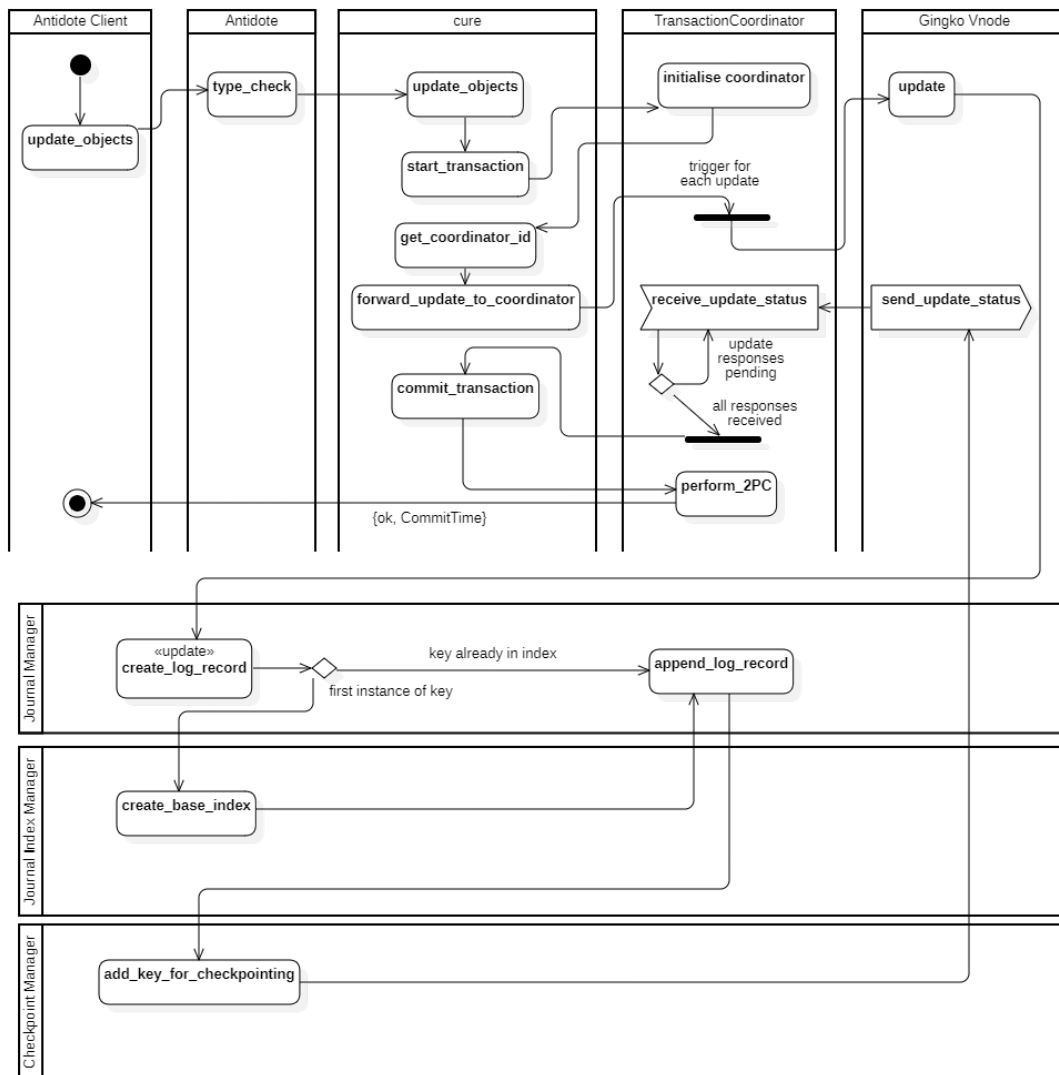 Antidote Client
Antidote
cure
TransactionCoordinator
Gingko Vnode
type_check
update_objects
initialise coordinator
update
update_objects
start_transaction
trigger for
each update
get_coordinator_id
forward_update_to_coordinator
receive_update_status
send_update_status
update
responses
pending
commit_transaction
all responses
received
perform_2PC
{ok, CommitTime}
Journal Manager
«update»
create_log_record
key already in index
append_log_record
first instance of key
Journal Index Manager
create_base_index
Checkpoint Manager
add_key_for_checkpointing